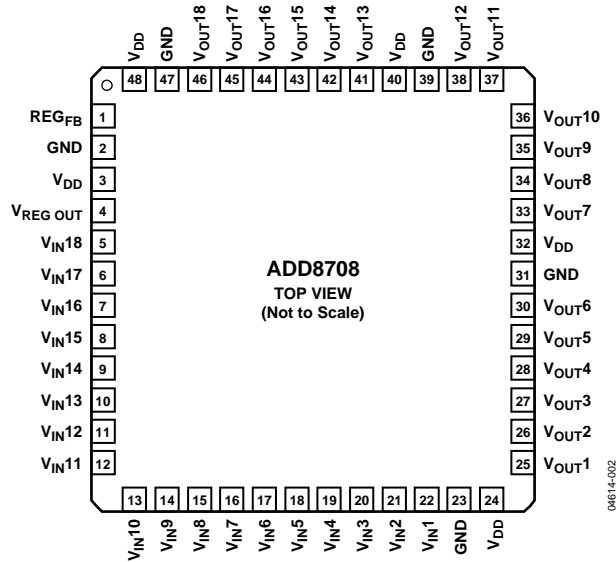 VDD GND VOUT18 VOUT17 VOUT16 VOUT15 VOUT14 VOUT13 VDD GND VOUT12 VOUT11
48 47 46 45 44 43 42 41 40 39 38 37
REGFB 1
GND 2
VDD 3
VREG OUT 4
VIN18 5
VIN17 6
VIN16 7
VIN15 8
VIN14 9
VIN13 10
VIN12 11
VIN11 12
ADD8708
TOP VIEW
(Not to Scale)
36 VOUT10
35 VOUT9
34 VOUT8
33 VOUT7
32 VDD
31 GND
30 VOUT6
29 VOUT5
28 VOUT4
27 VOUT3
26 VOUT2
25 VOUT1
13 14 15 16 17 18 19 20 21 22 23 24
VIN10 VIN9 VIN8 VIN7 VIN6 VIN5 VIN4 VIN3 VIN2 VIN1 GND VDD
04614-002